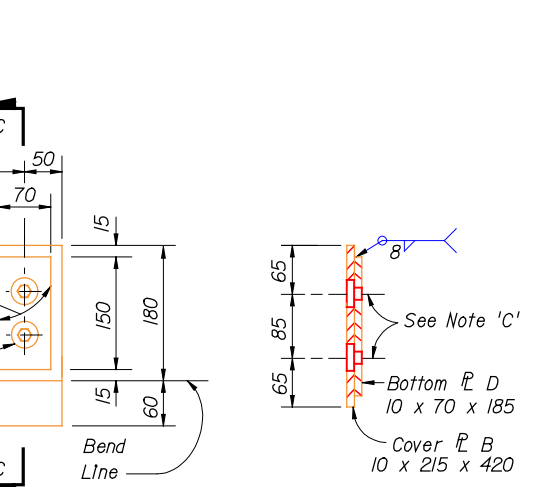 C
50
70
15
65
8
150
180
85
See Note 'C'
15
60
65
Bottom ℞ D
10 x 70 x 185
Bend
Line
Cover ℞ B
10 x 215 x 420
C